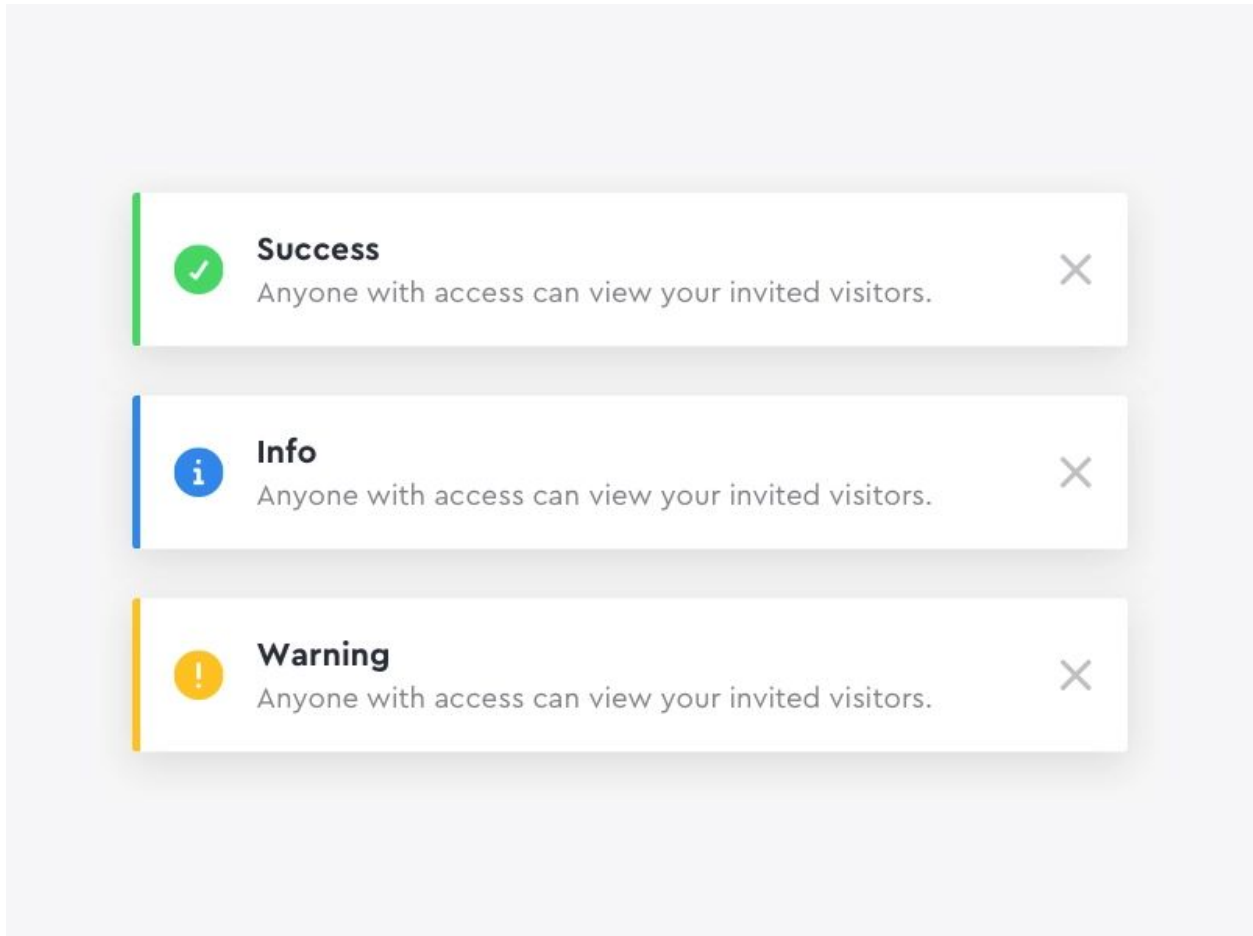 Success
Anyone with access can view your invited visitors.
Info
Anyone with access can view your invited visitors.
Warning
Anyone with access can view your invited visitors.